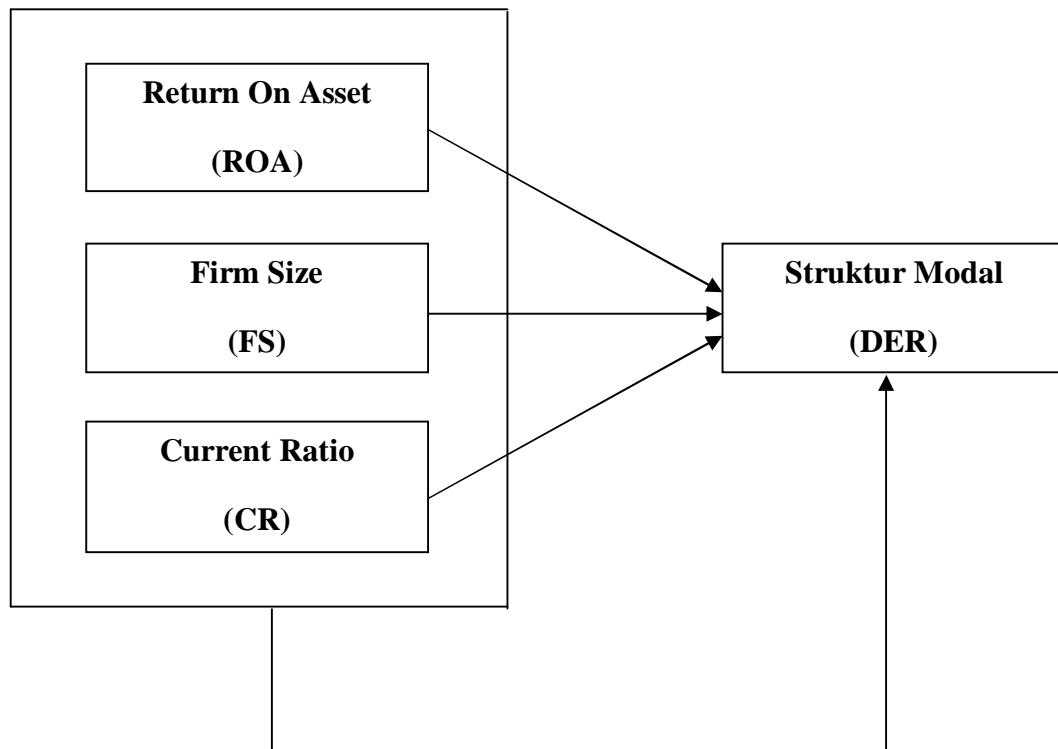 Return On Asset
(ROA)
Firm Size
(FS)
Current Ratio
(CR)
Struktur Modal
(DER)